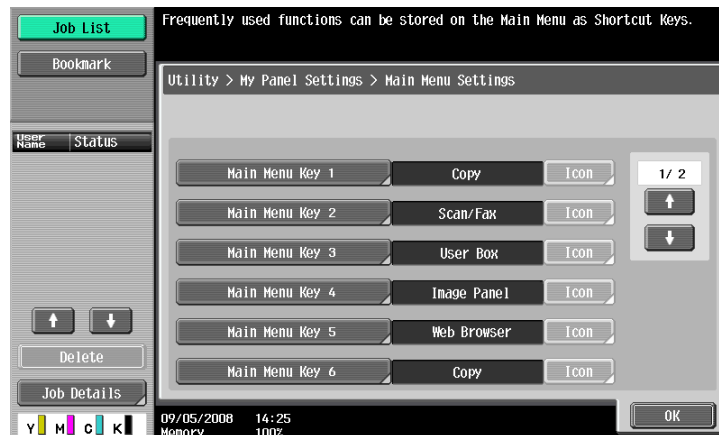 Job List
Frequently used functions can be stored on the Main Menu as Shortcut Keys.
Bookmark
Utility > My Panel Settings > Main Menu Settings
User Name Status
Main Menu Key 1 Copy Icon 1/ 2
Main Menu Key 2 Scan/Fax Icon
Main Menu Key 3 User Box Icon
Main Menu Key 4 Image Panel Icon
Main Menu Key 5 Web Browser Icon
Delete
Main Menu Key 6 Copy Icon
Job Details
09/05/2008 14:25 OK
Y M C K
Memory 100%